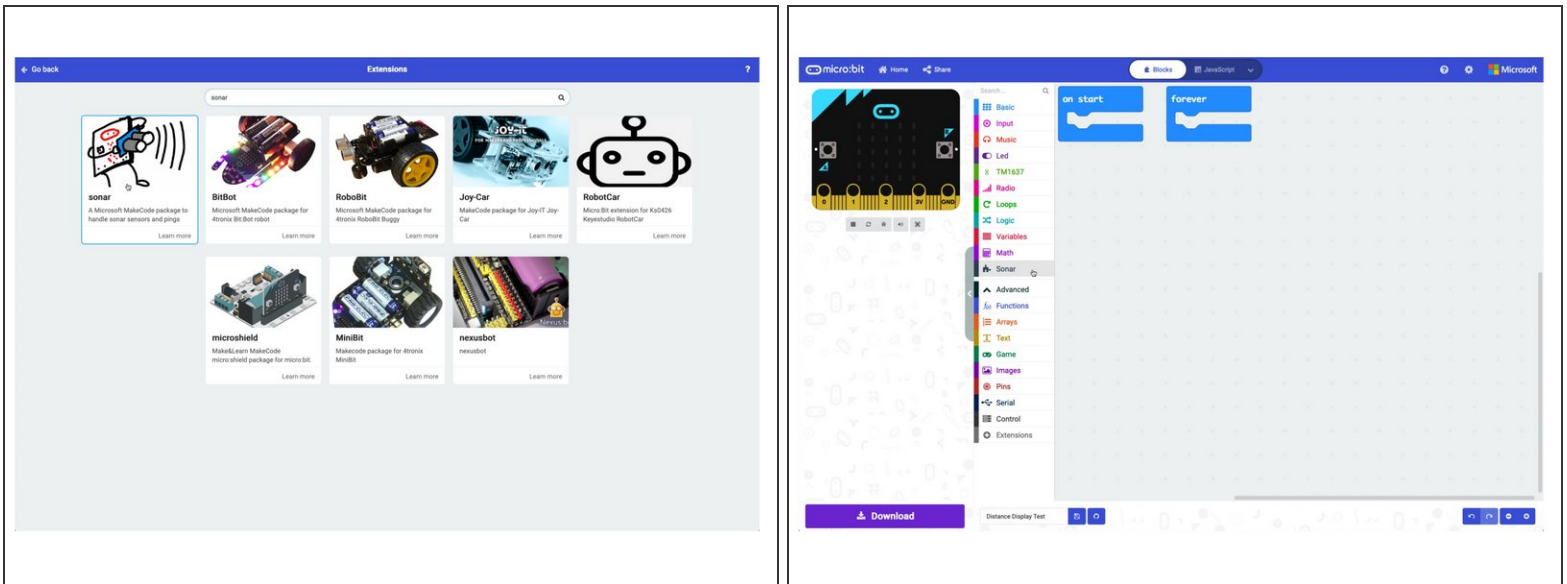 Go back
Extensions
?
sonar
sonar
A Microsoft MakeCode package to
handle sonar sensors and pings
Learn more
BitBot
Microsoft MakeCode package for
4tronix Bit:Bot robot
Learn more
RoboBit
Microsoft MakeCode package for
4tronix RoboBit Buggy
Learn more
JOY-IT
Joy-Car
MakeCode package for Joy-IT Joy-
Car
Learn more
RobotCar
Micro:Bit extension for Ks0426
Keyestudio RobotCar
Learn more
microshield
Make&Learn MakeCode
micro:shield package for micro:bit.
Learn more
MiniBit
Makecode package for 4tronix
MiniBit
Learn more
nexusbot
nexusbot
Learn more
micro:bit
Home
Share
Blocks
JavaScript
Microsoft
0 1 2 3V GND
Search...
Basic
Input
Music
Led
TM1637
Radio
Loops
Logic
Variables
Math
Sonar
Advanced
Functions
Arrays
Text
Game
Images
Pins
Serial
Control
Extensions
on start
forever
Download
Distance Display Test